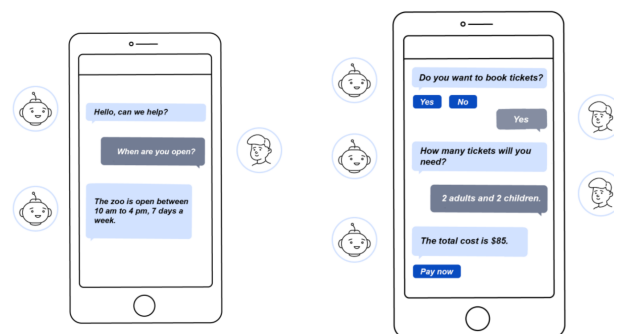 Hello, can we help?
When are you open?
The zoo is open between
10 am to 4 pm, 7 days a
week.
Do you want to book tickets?
Yes No
Yes
How many tickets will you
need?
2 adults and 2 children.
The total cost is $85.
Pay now